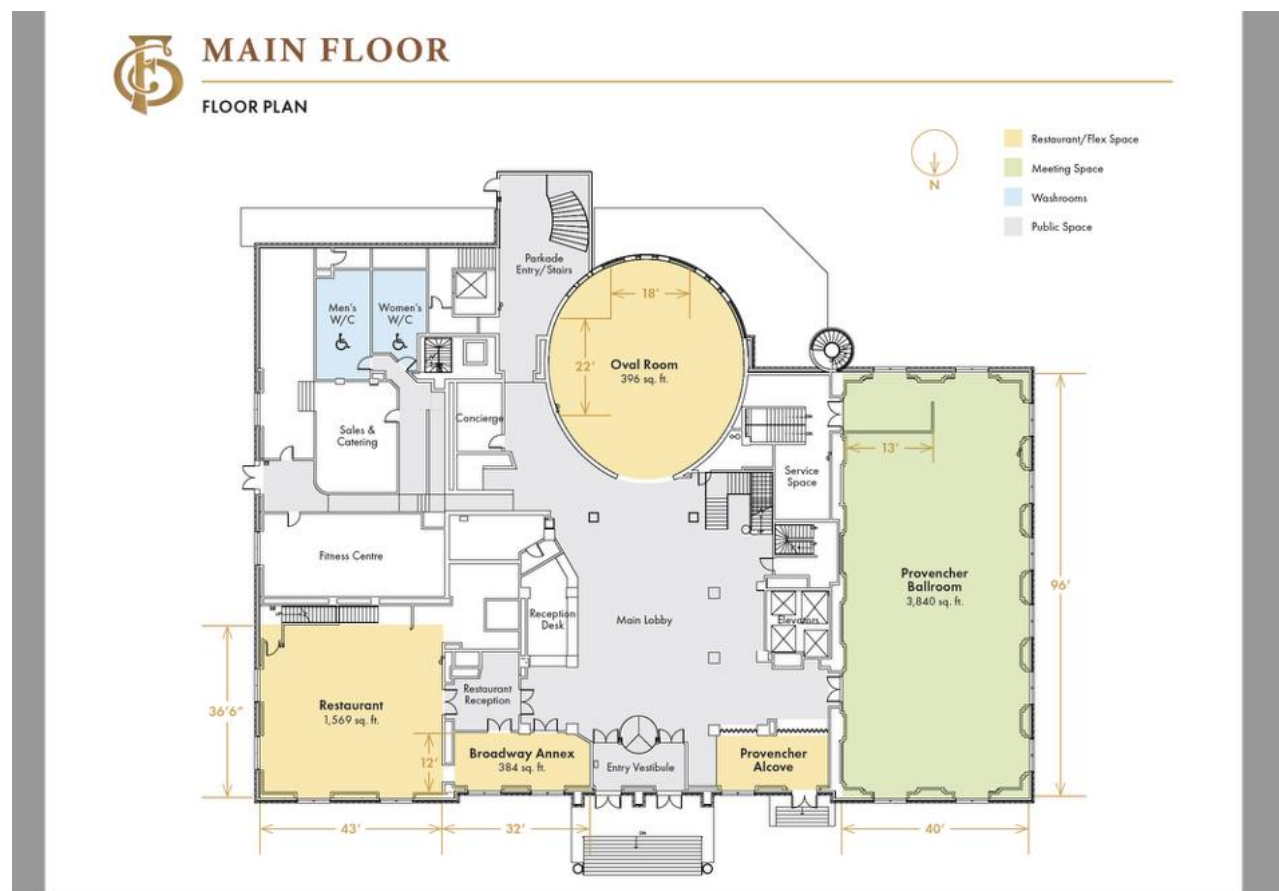 MAIN FLOOR
FLOOR PLAN
N
Restaurant/Flex Space
Meeting Space
Washrooms
Public Space
Parkade
Entry/Stairs
Men's
W/C
Women's
W/C
18'
22'
Oval Room
396 sq. ft.
Sales &
Catering
Concierge
13'
Service
Space
Fitness Centre
Provencher
Ballroom
3,840 sq. ft.
96'
Reception
Desk
Main Lobby
Elevators
Restaurant
Reception
36'6"
Restaurant
1,569 sq. ft.
12'
Broadway Annex
384 sq. ft.
Entry Vestibule
Provencher
Alcove
43'
32'
40'